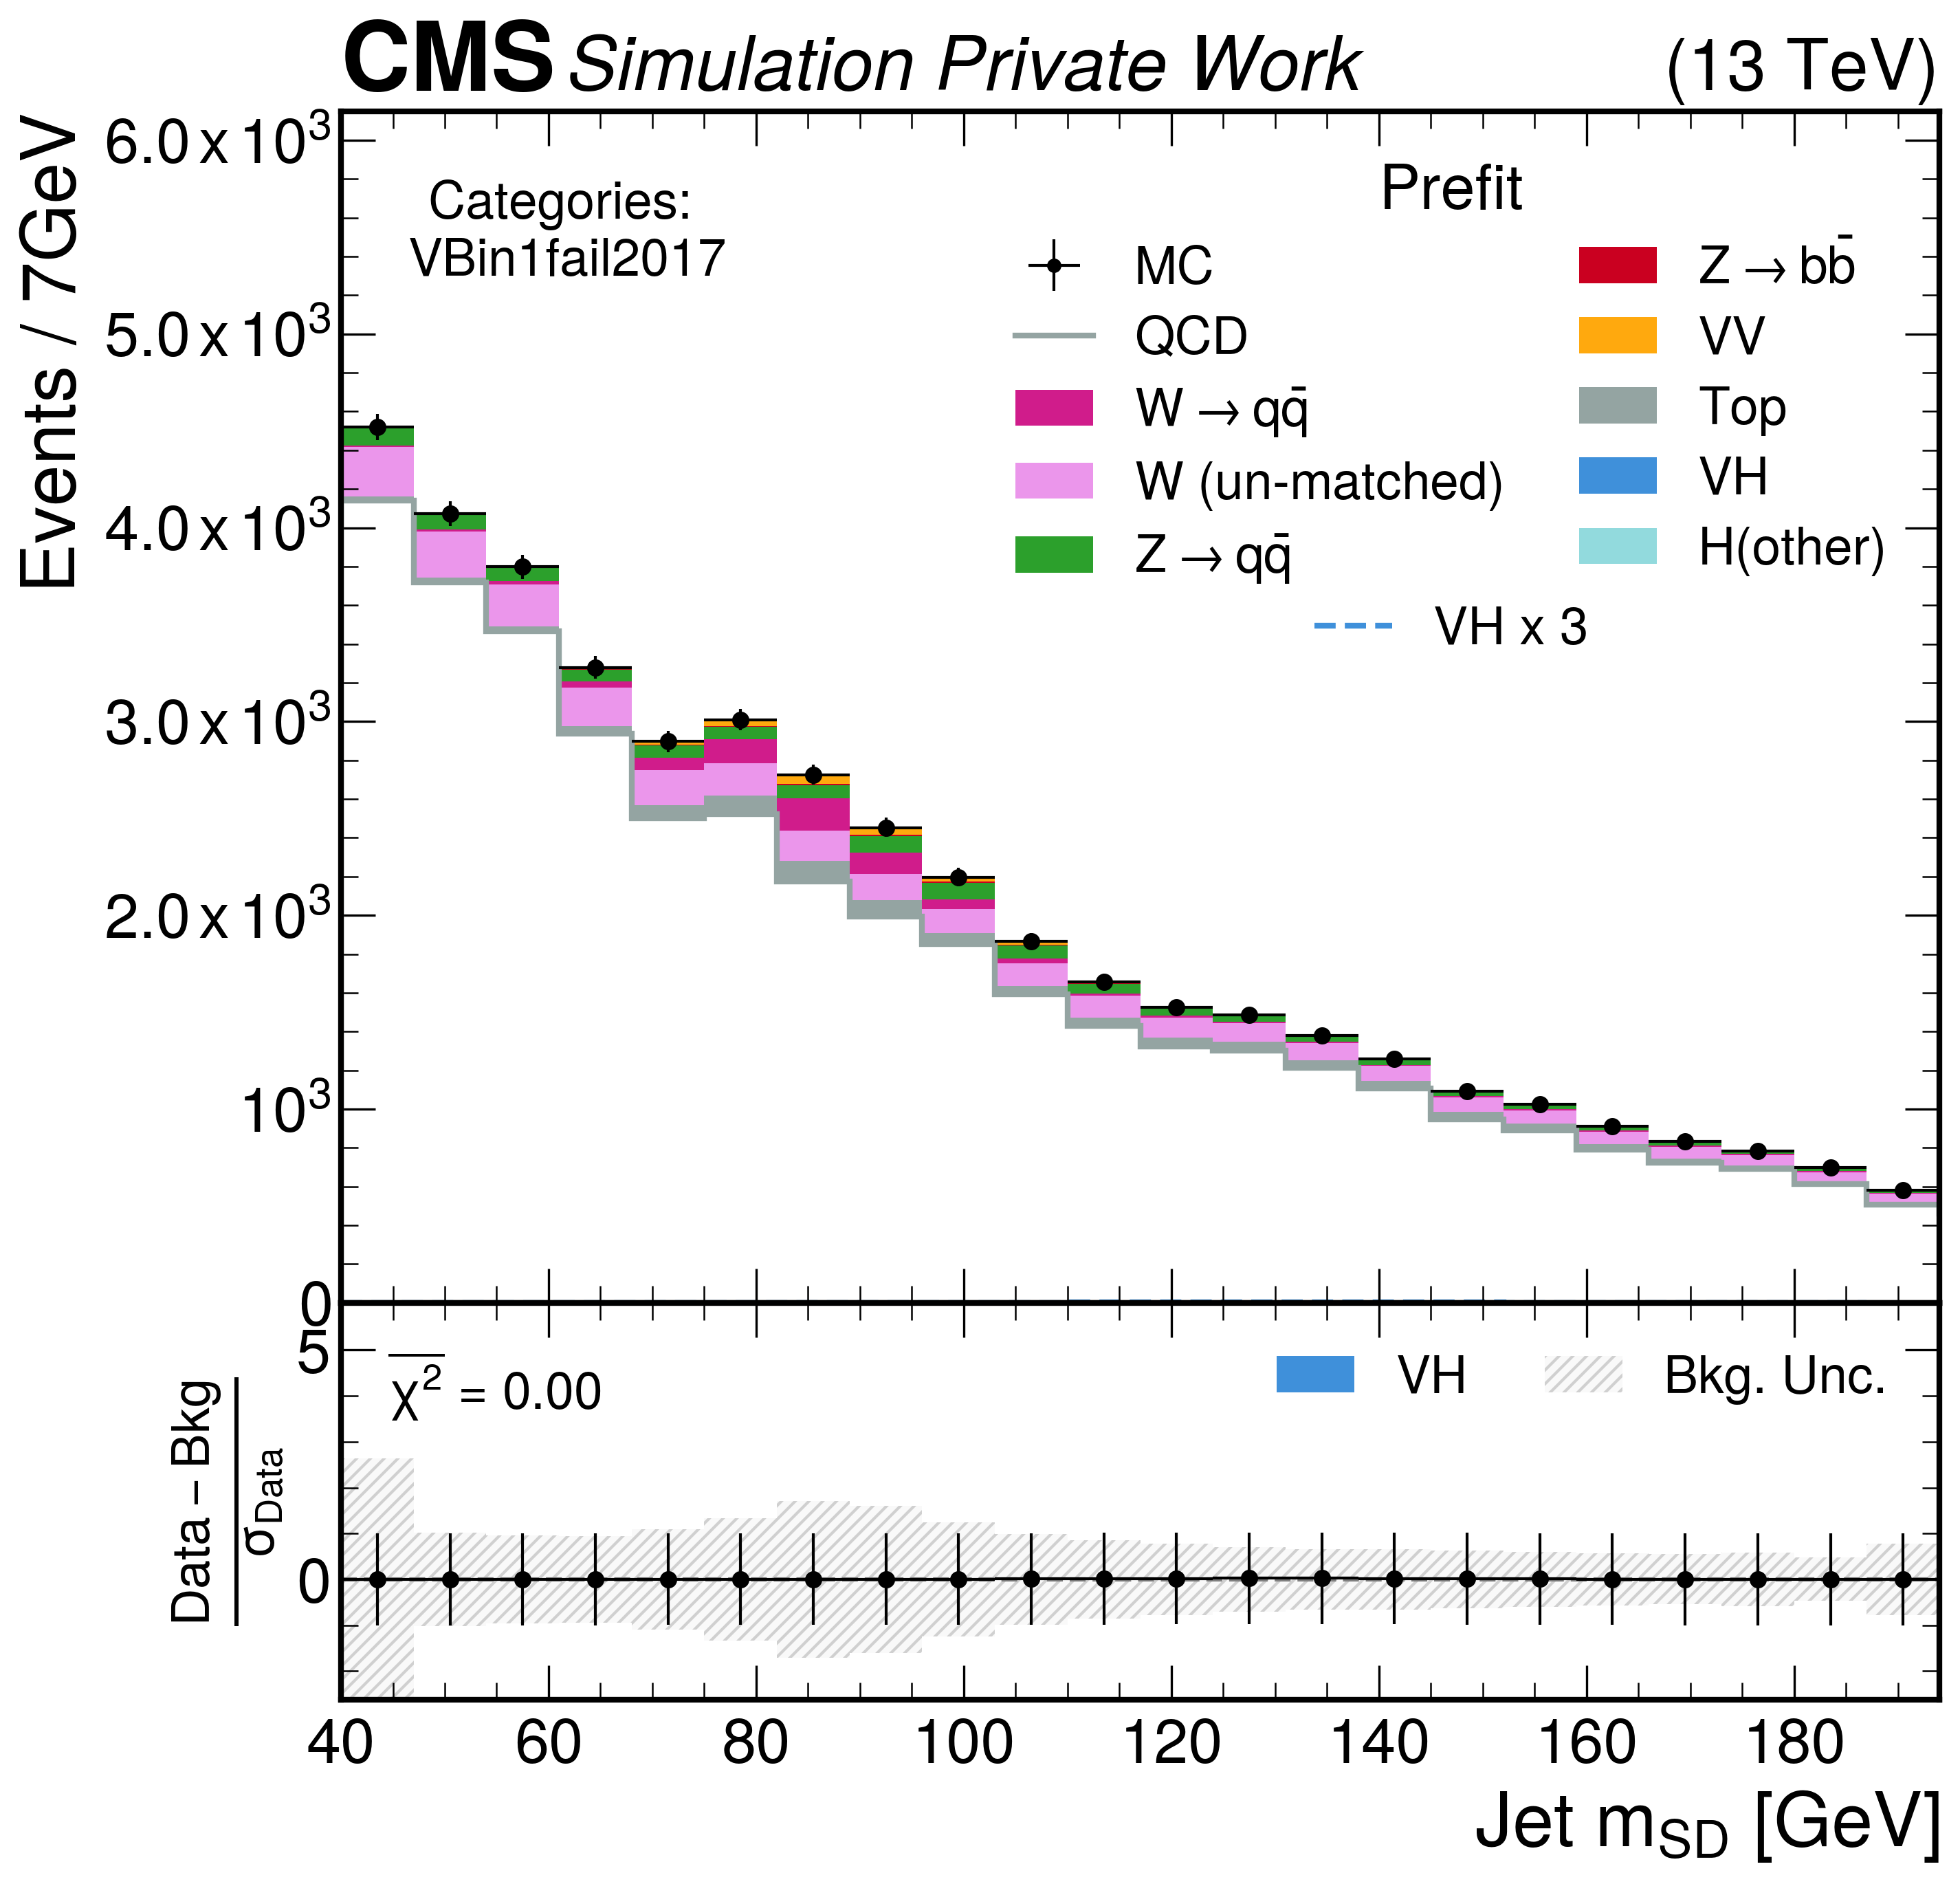 CMS Simulation Private Work (13 TeV)
Events / 7GeV
6.0 x 10³
5.0 x 10³
4.0 x 10³
3.0 x 10³
2.0 x 10³
10³
0
Categories:
VBin1fail2017
Prefit
MC
QCD
W → qq̄
W (un-matched)
Z → qq̄
Z → bb̄
VV
Top
VH
H(other)
VH x 3
Data – Bkg
σ_Data
5
0
χ² = 0.00
VH
Bkg. Unc.
40 60 80 100 120 140 160 180
Jet m_SD [GeV]